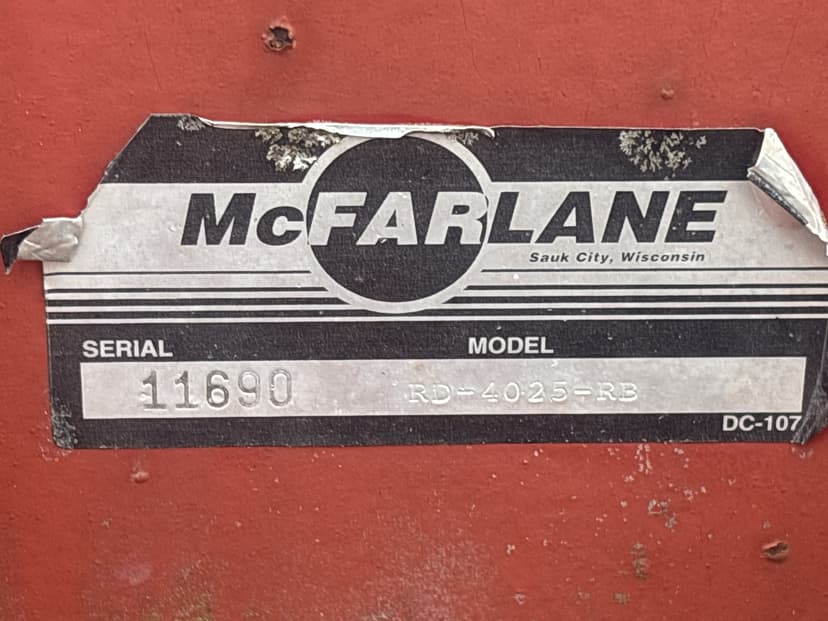 McFARLANE
Sauk City, Wisconsin
SERIAL MODEL
11690 RD-4025-RB
DC-107